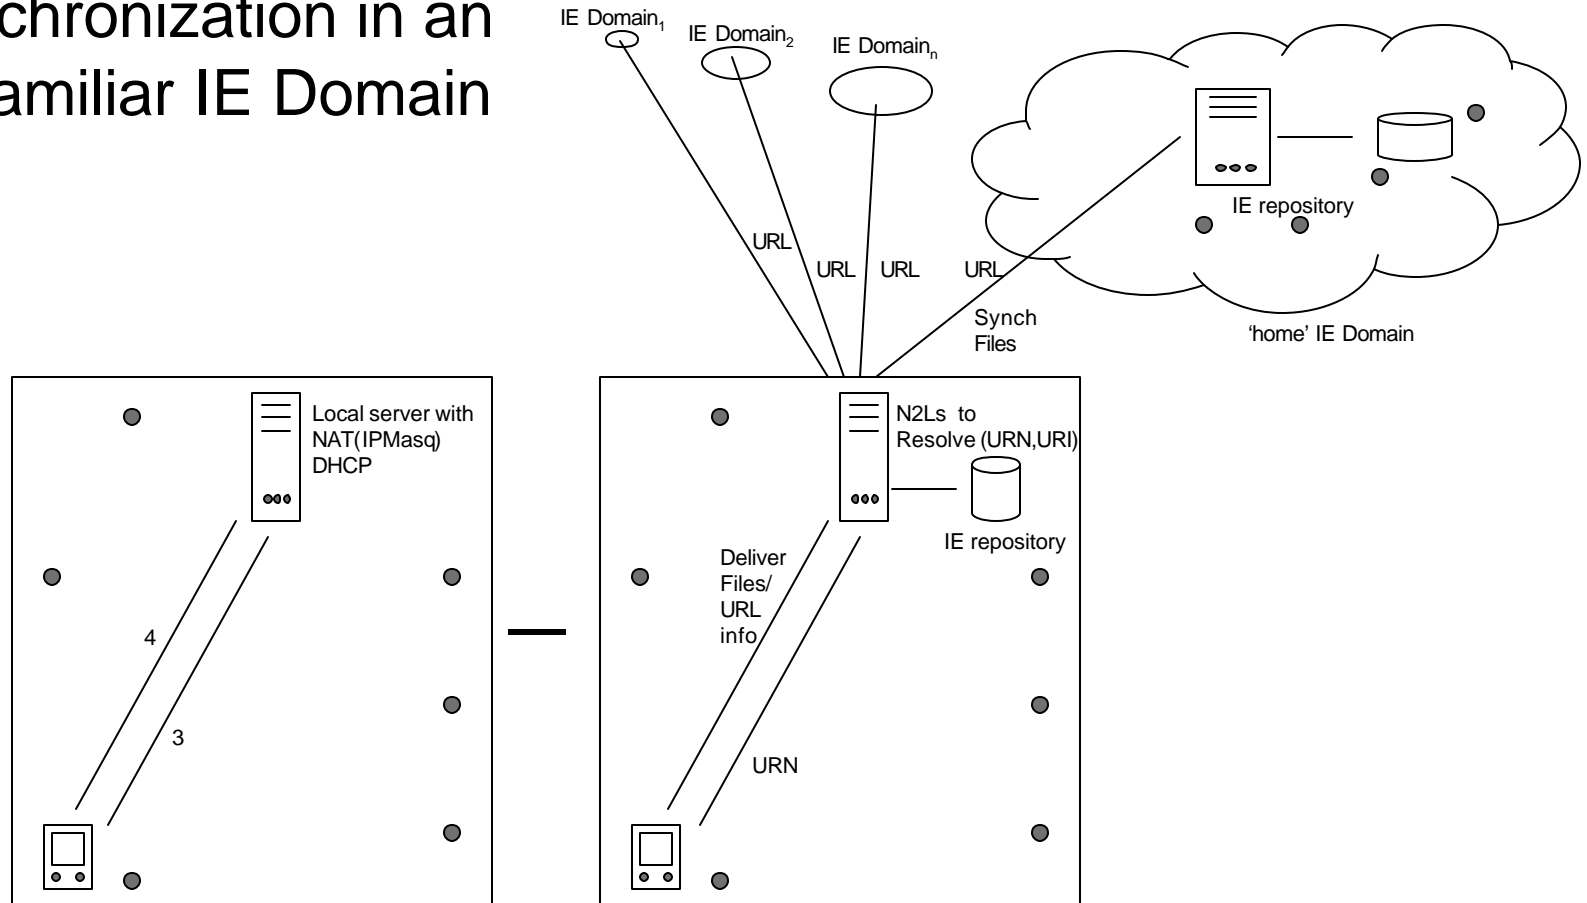 chronization in an
amiliar IE Domain
IE Domain1
IE Domain2
IE Domainn
URL
URL
URL
URL
Synch
Files
IE repository
‘home’ IE Domain
Local server with
NAT(IPMasq)
DHCP
4
3
N2Ls to
Resolve (URN,URI)
IE repository
Deliver
Files/
URL
info
URN